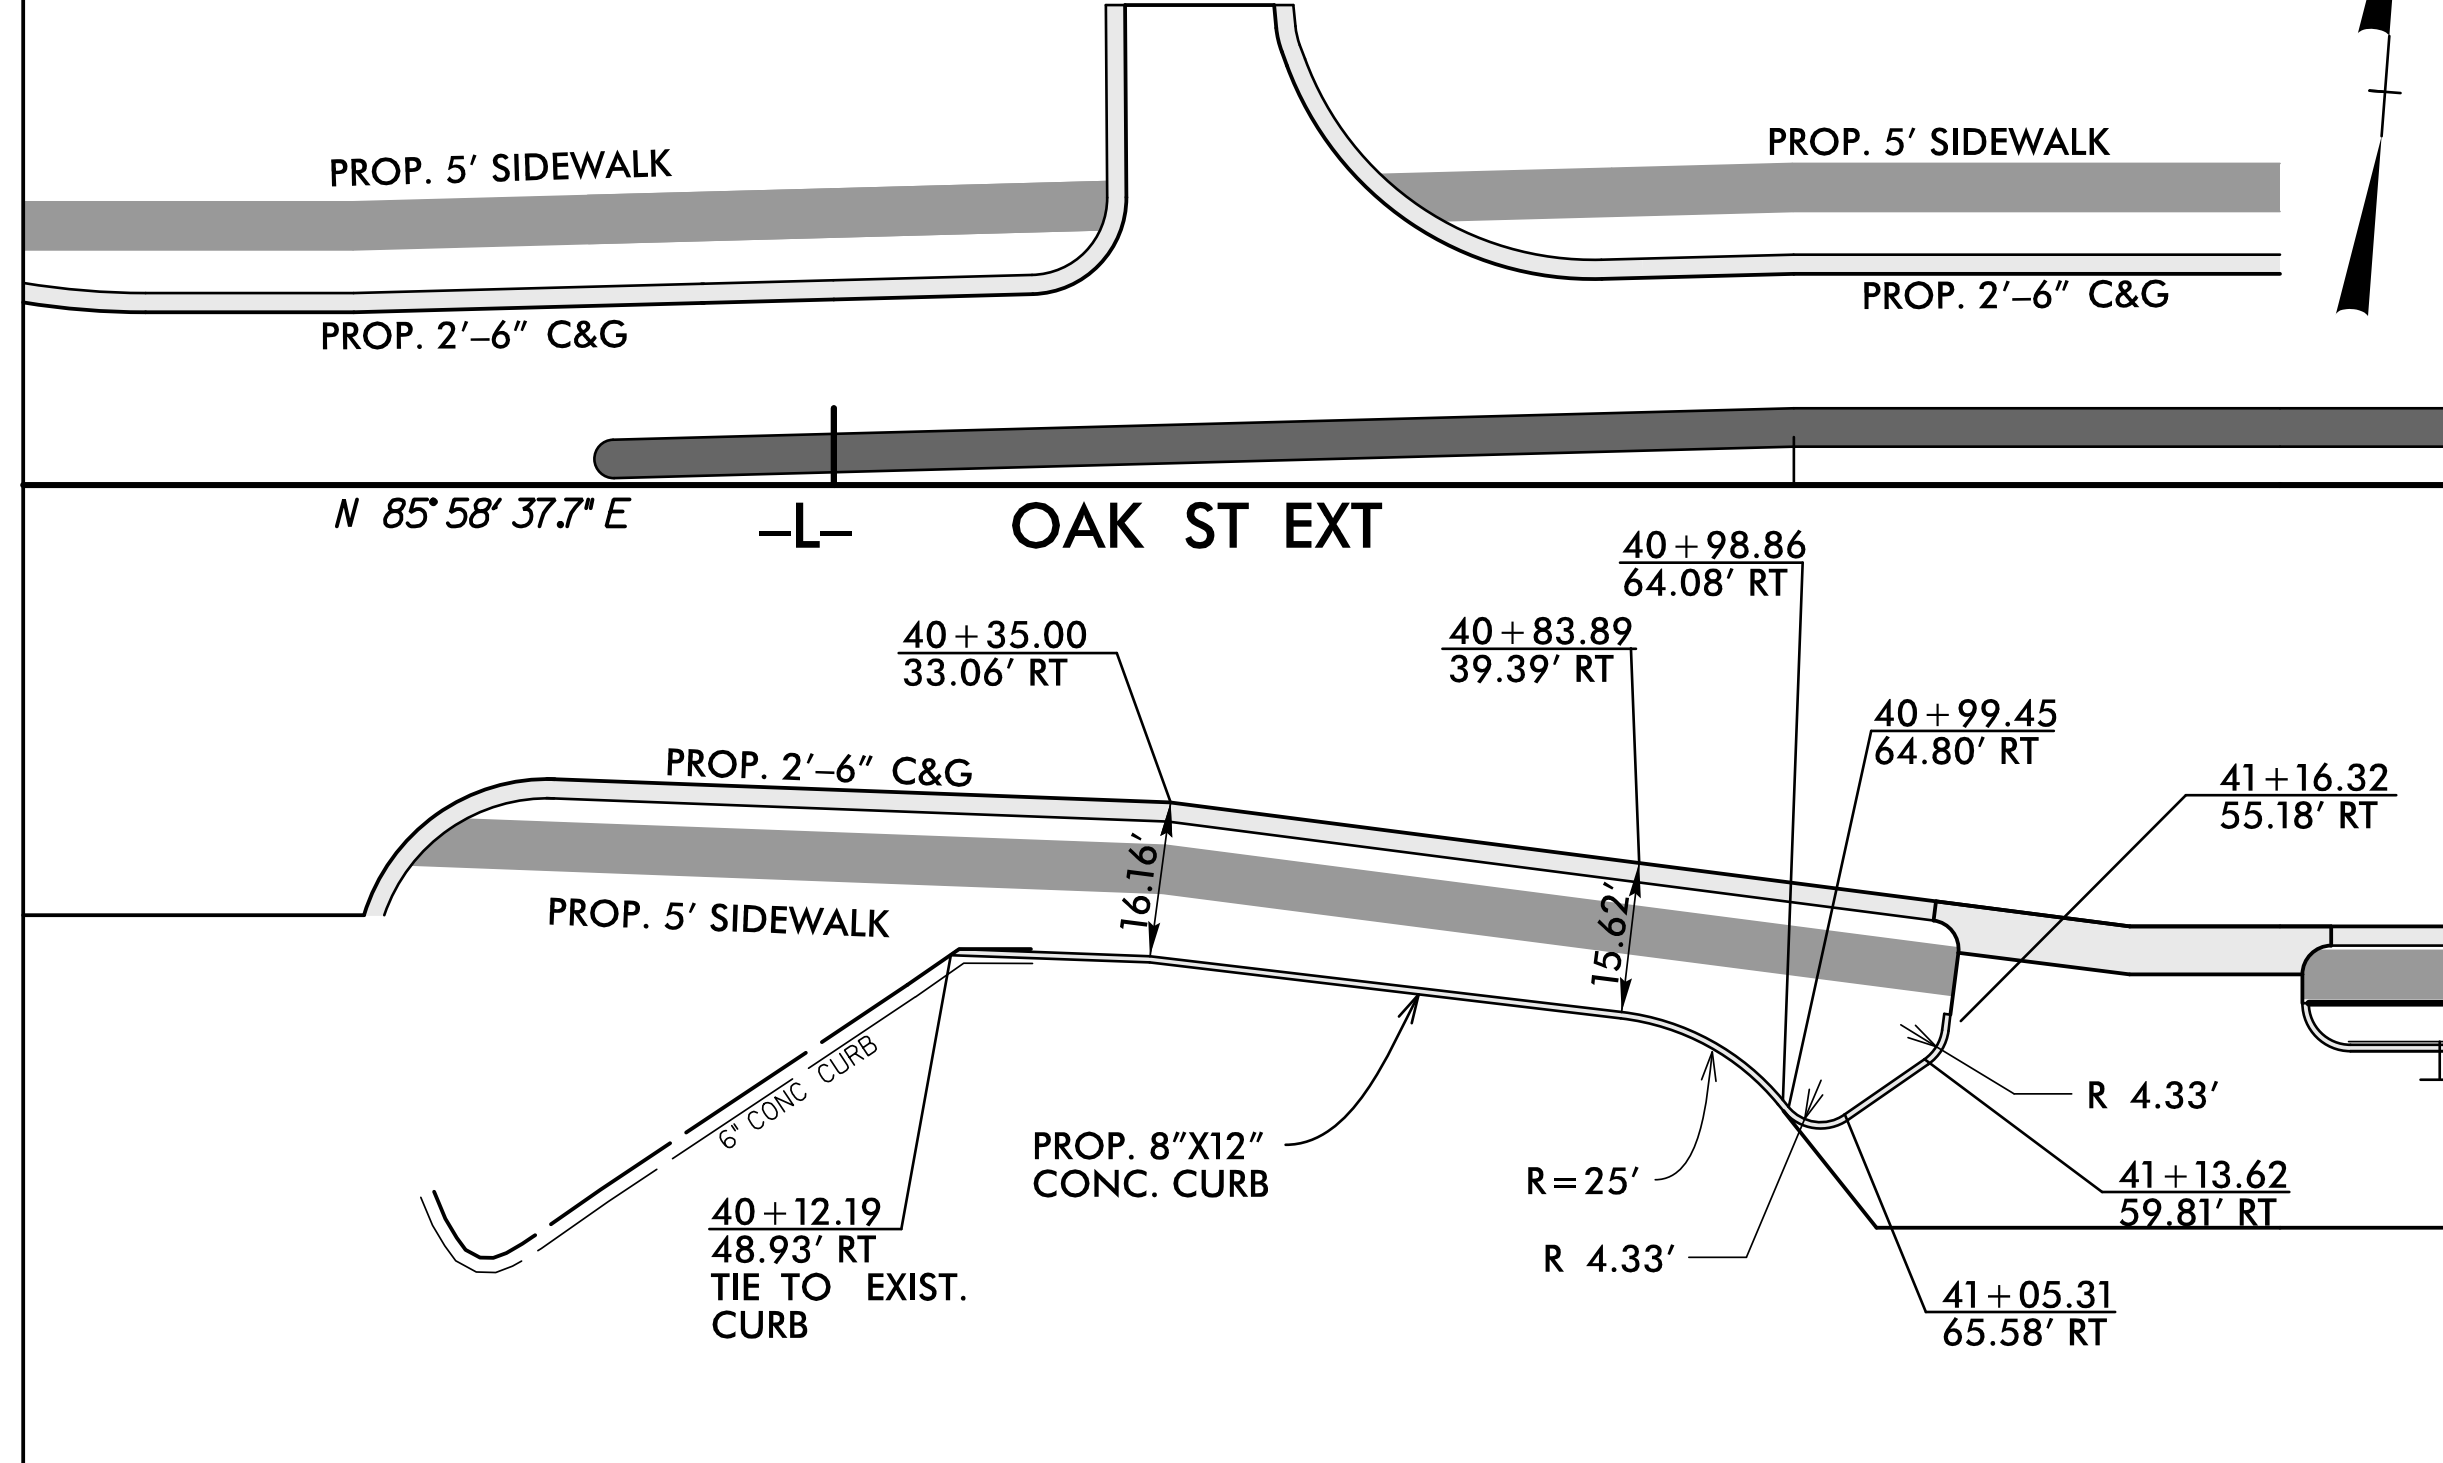 PROP. 5′ SIDEWALK
PROP. 5′ SIDEWALK
PROP. 2′–6″ C&G
PROP. 2′–6″ C&G
N 85°58′ 37.7" E
–L–
OAK ST EXT
40+98.86
64.08′ RT
40+35.00
33.06′ RT
40+83.89
39.39′ RT
40+99.45
64.80′ RT
41+16.32
55.18′ RT
PROP. 2′–6″ C&G
16.16′
15.62′
PROP. 5′ SIDEWALK
6" CONC CURB
R 4.33′
PROP. 8″X12″
CONC. CURB
R=25′
41+13.62
59.81′ RT
40+12.19
48.93′ RT
TIE TO EXIST.
CURB
R 4.33′
41+05.31
65.58′ RT